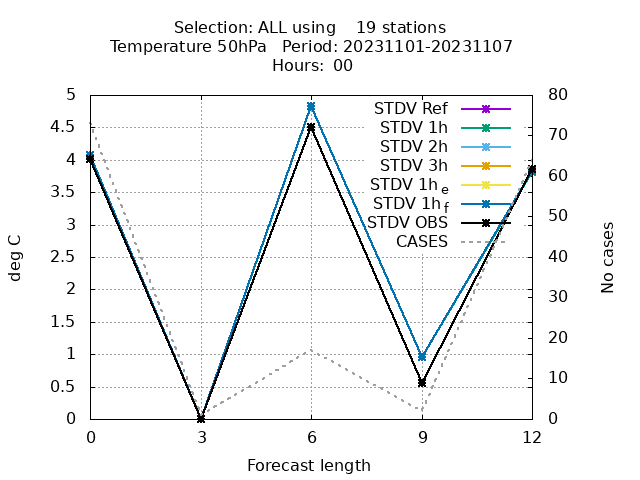 Selection: ALL using    19 stations
Temperature 50hPa   Period: 20231101-20231107
Hours:  00
5
4.5
4
3.5
3
2.5
2
1.5
1
0.5
0
80
70
60
50
40
30
20
10
0
STDV Ref
STDV 1h
STDV 2h
STDV 3h
STDV 1he
STDV 1hf
STDV OBS
CASES
deg C
No cases
0 3 6 9 12
Forecast length